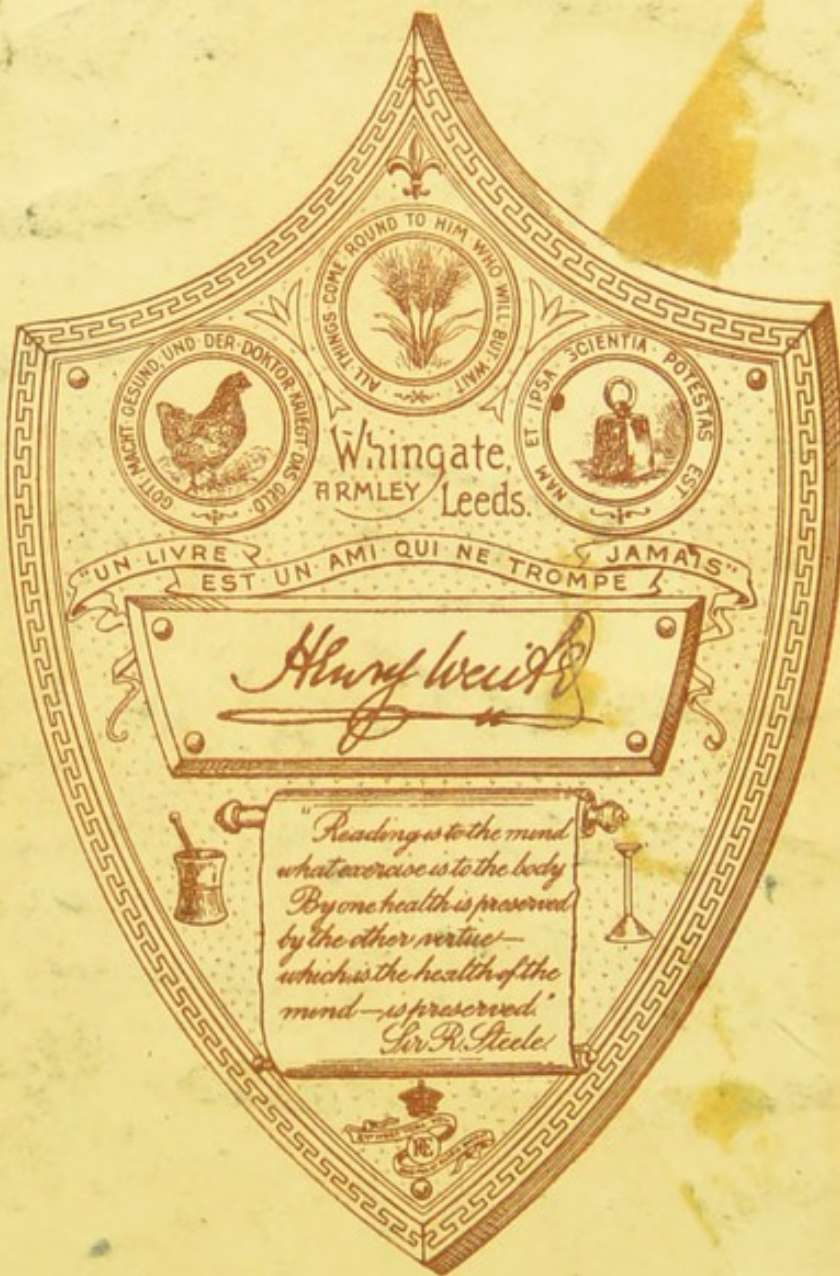 ALL THINGS COME ROUND TO HIM WHO WILL BUT WAIT
GOTT MACHT GESUND, UND DER DOKTOR KRIEGT DAS GELD
NAM ET IPSA SCIENTIA POTESTAS EST
Whingate,
ARMLEY Leeds.
"UN LIVRE EST UN AMI QUI NE TROMPE JAMAIS"
Henry
"Reading is to the mind
what exercise is to the body
By one health is preserved
by the other virtue—
which is the health of the
mind—is preserved."
Sir R. Steele.